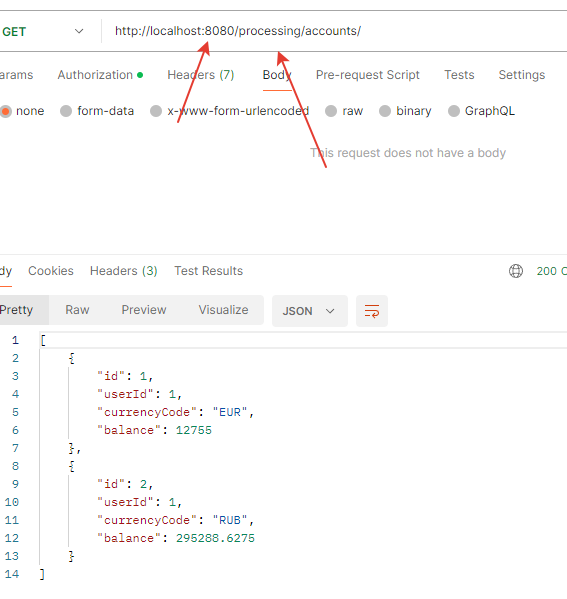 GET http://localhost:8080/processing/accounts/
arams Authorization Headers (7) Body Pre-request Script Tests Settings
none form-data x-www-form-urlencoded raw binary GraphQL
This request does not have a body
dy Cookies Headers (3) Test Results 200 O
Pretty Raw Preview Visualize JSON
1 [
2 {
3 "id": 1,
4 "userId": 1,
5 "currencyCode": "EUR",
6 "balance": 12755
7 },
8 {
9 "id": 2,
10 "userId": 1,
11 "currencyCode": "RUB",
12 "balance": 295288.6275
13 }
14 ]